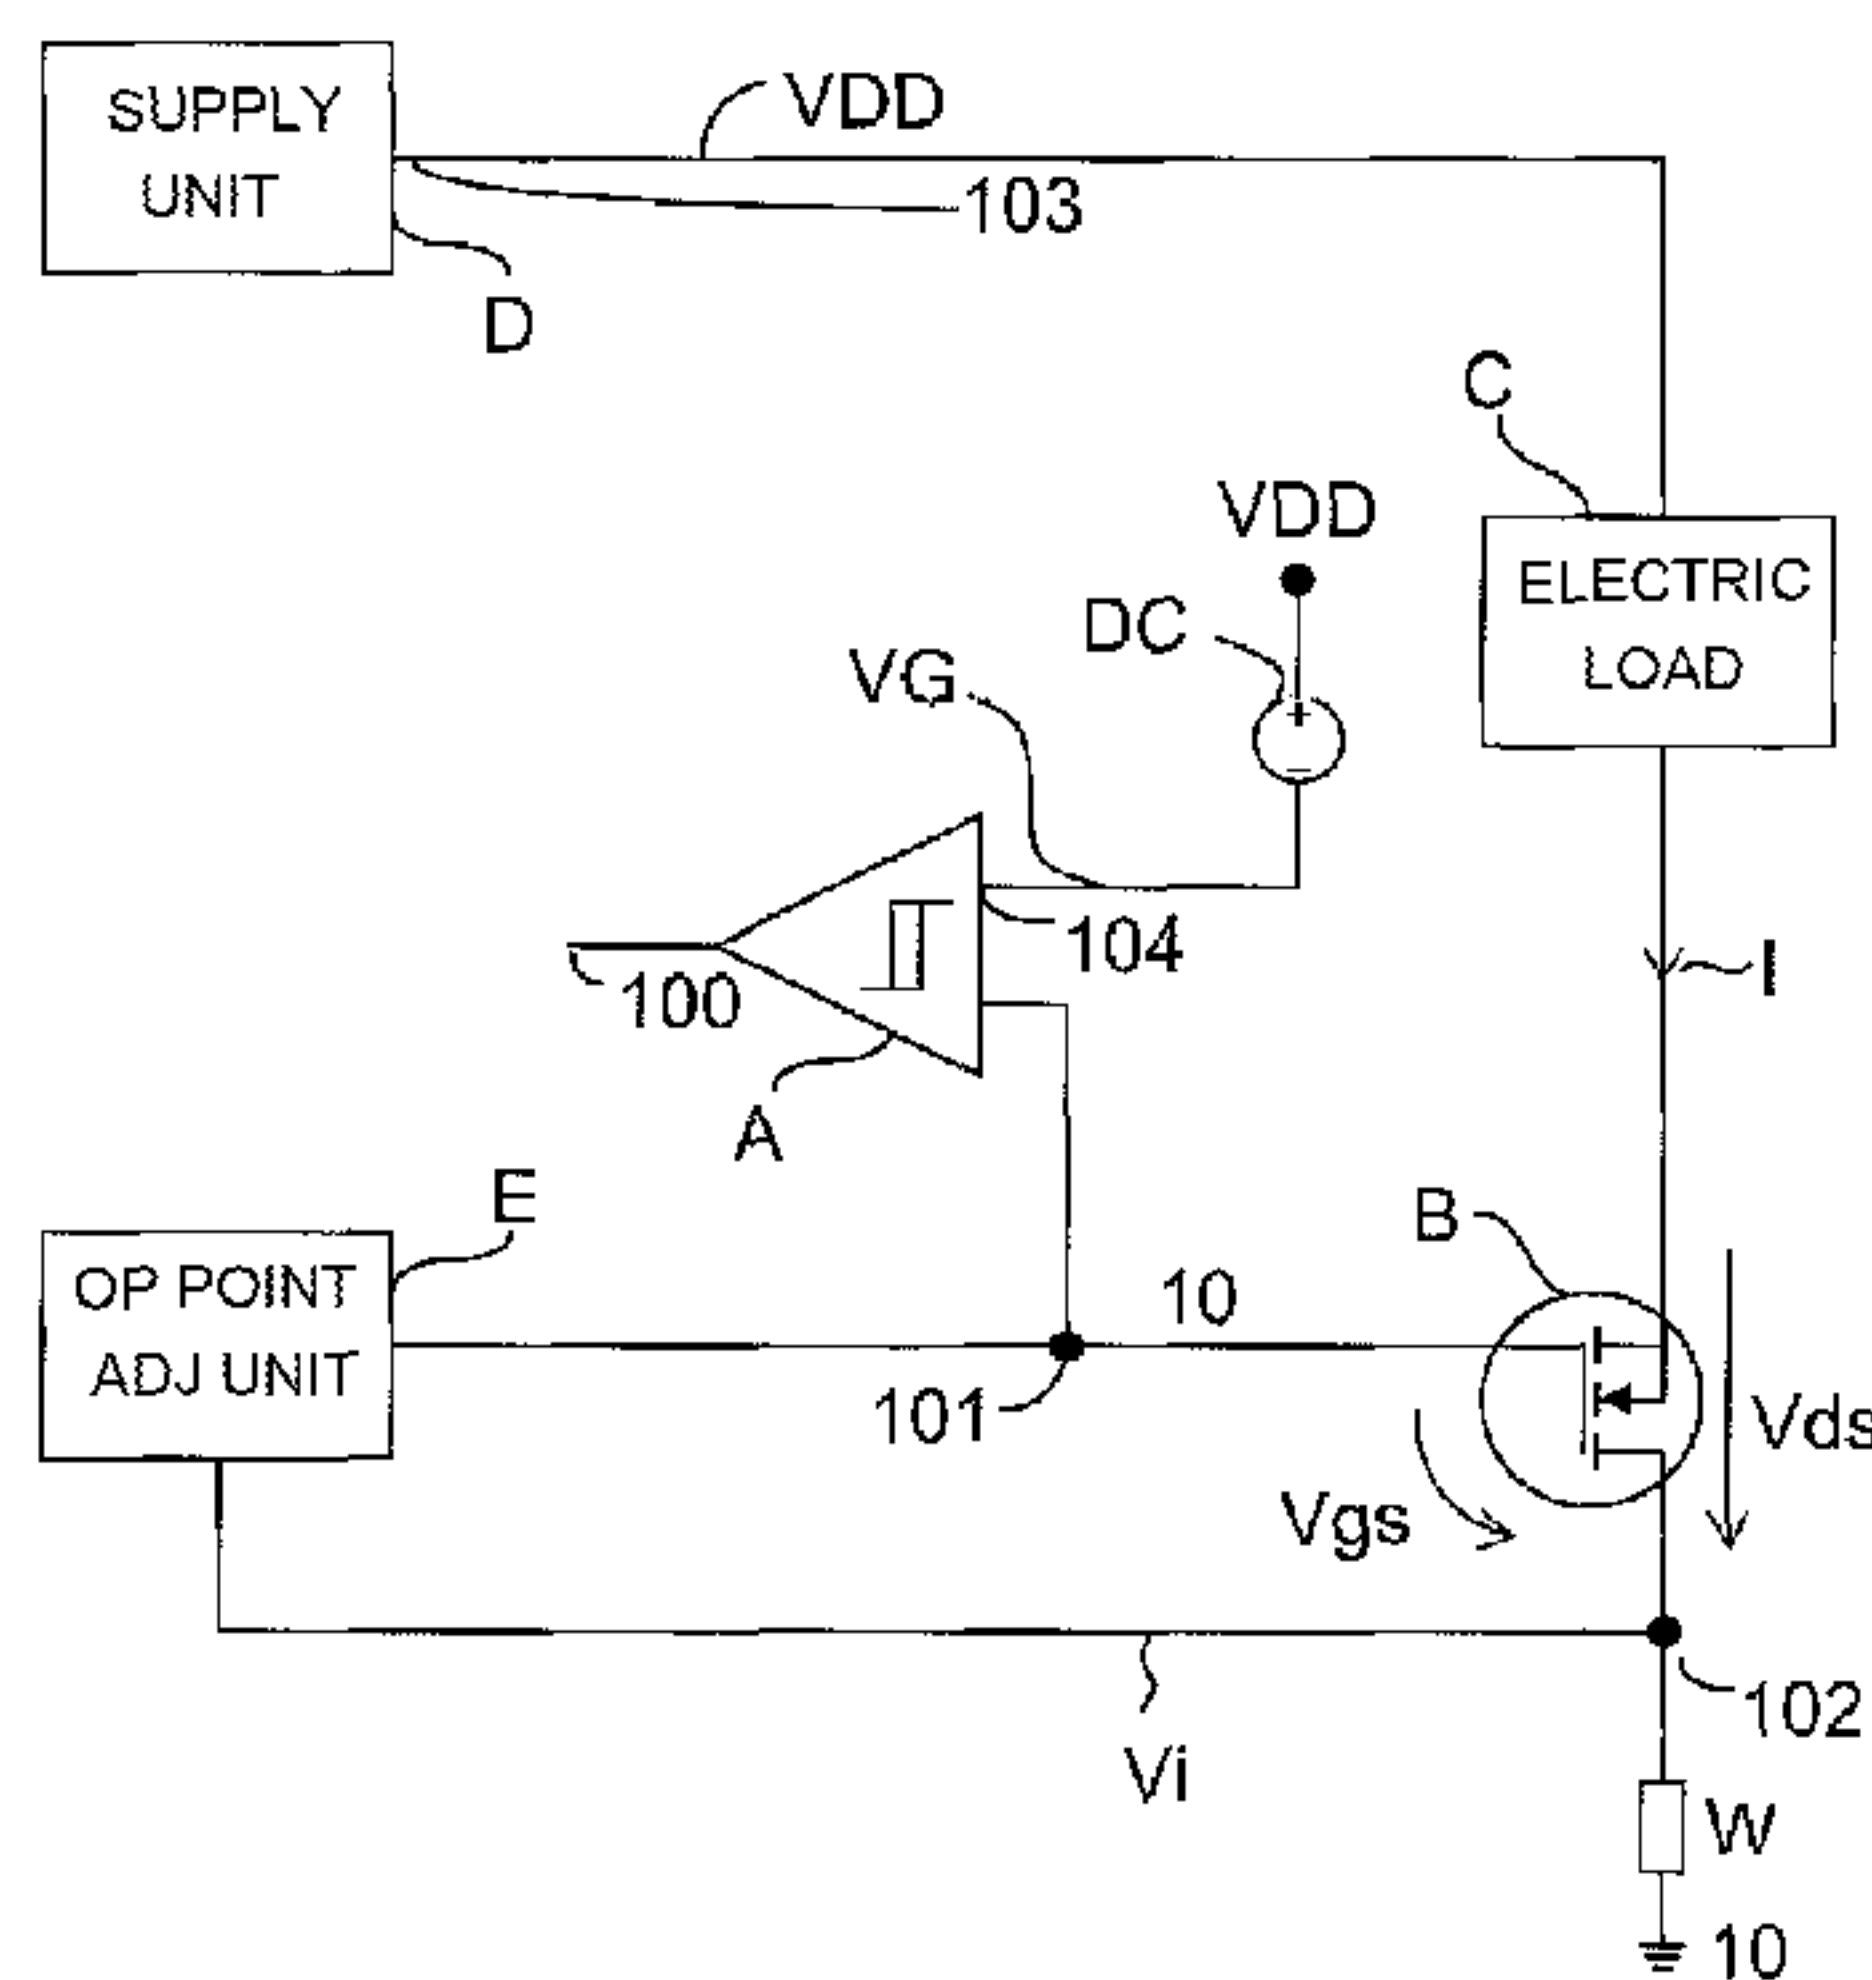 SUPPLY
UNIT
VDD
103
D
C
VDD
DC
ELECTRIC
LOAD
VG
104
100
I
A
E
B
OP POINT
ADJ UNIT
10
101
Vds
Vgs
102
Vi
W
10